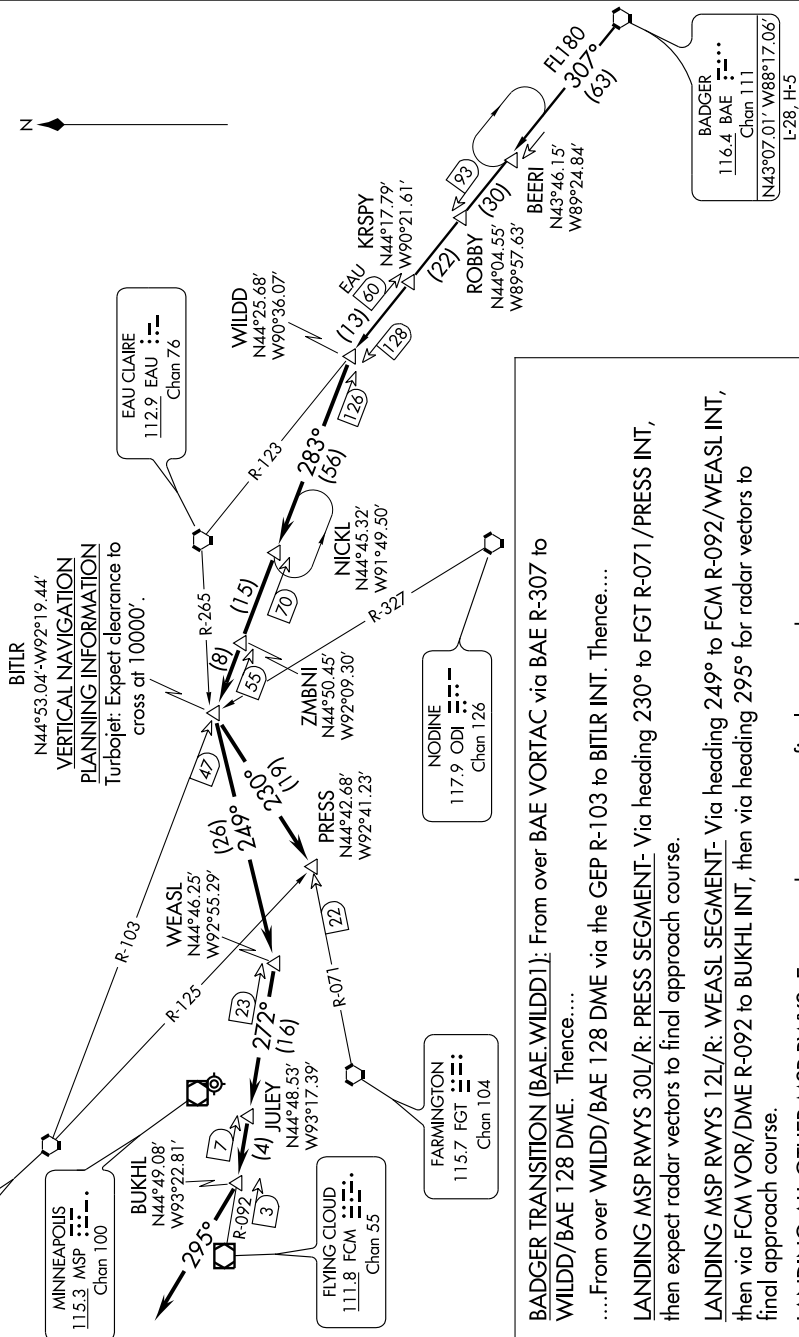 N
BITLR
N44°53.04'-W92°19.44'
VERTICAL NAVIGATION
PLANNING INFORMATION
Turbojet: Expect clearance to
cross at 10000'.
EAU CLAIRE
112.9 EAU
Chan 76
WILDD
N44°25.68'
W90°36.07'
KRSPY
N44°17.79'
W90°21.61'
ROBBY
N44°04.55'
W89°57.63'
BEERI
N43°46.15'
W89°24.84'
FL180
307°
(63)
BADGER
116.4 BAE
Chan 111
N43°07.01' W88°17.06'
L-28, H-5
93
(30)
(22)
EAU
60
(13)
128
126
R-123
283°
(56)
NICKL
N44°45.32'
W91°49.50'
70
(15)
R-265
(8)
55
ZMBNI
N44°50.45'
W92°09.30'
R-327
NODINE
117.9 ODI
Chan 126
47
R-103
R-125
(26)
249°
230°
(19)
PRESS
N44°42.68'
W92°41.23'
22
R-071
FARMINGTON
115.7 FGT
Chan 104
WEASL
N44°46.25'
W92°55.29'
23
272°
(16)
JULEY
N44°48.53'
W93°17.39'
7
(4)
BUKHL
N44°49.08'
W93°22.81'
R-092
3
295°
MINNEAPOLIS
115.3 MSP
Chan 100
FLYING CLOUD
111.8 FCM
Chan 55
BADGER TRANSITION (BAE.WILDD1): From over BAE VORTAC via BAE R-307 to
WILDD/BAE 128 DME. Thence....
....From over WILDD/BAE 128 DME via the GEP R-103 to BITLR INT. Thence....
LANDING MSP RWYS 30L/R: PRESS SEGMENT- Via heading 230° to FGT R-071/PRESS INT,
then expect radar vectors to final approach course.
LANDING MSP RWYS 12L/R: WEASL SEGMENT- Via heading 249° to FCM R-092/WEASL INT,
then via FCM VOR/DME R-092 to BUKHL INT, then via heading 295° for radar vectors to
final approach course.